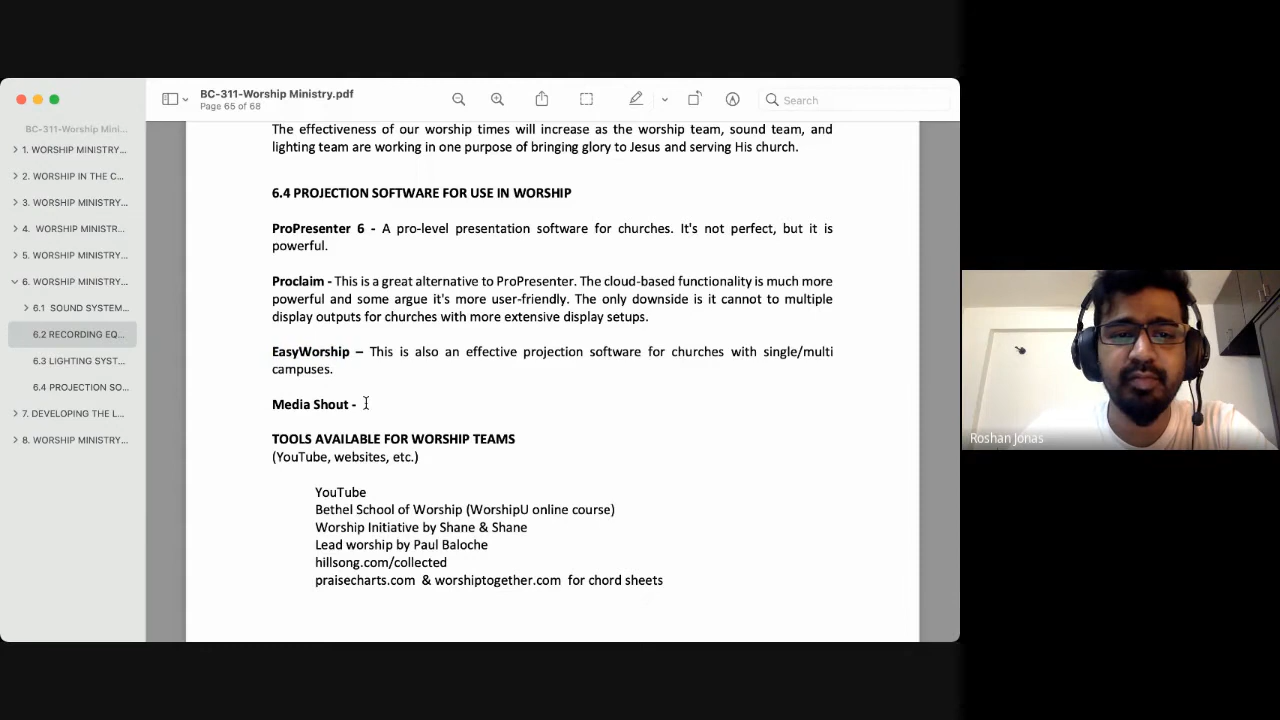 BC-311-Worship Ministry.pdf
Page 65 of 68
Search
BC-311-Worship Mini...
1. WORSHIP MINISTRY...
2. WORSHIP IN THE C...
3. WORSHIP MINISTRY...
4. WORSHIP MINISTR...
5. WORSHIP MINISTR...
6. WORSHIP MINISTR...
6.1 SOUND SYSTEM...
6.2 RECORDING EQ...
6.3 LIGHTING SYST...
6.4 PROJECTION SO...
7. DEVELOPING THE L...
8. WORSHIP MINISTRY...
The effectiveness of our worship times will increase as the worship team, sound team, and
lighting team are working in one purpose of bringing glory to Jesus and serving His church.
6.4 PROJECTION SOFTWARE FOR USE IN WORSHIP
ProPresenter 6 - A pro-level presentation software for churches. It's not perfect, but it is
powerful.
Proclaim - This is a great alternative to ProPresenter. The cloud-based functionality is much more
powerful and some argue it's more user-friendly. The only downside is it cannot to multiple
display outputs for churches with more extensive display setups.
EasyWorship – This is also an effective projection software for churches with single/multi
campuses.
Media Shout -
TOOLS AVAILABLE FOR WORSHIP TEAMS
(YouTube, websites, etc.)
YouTube
Bethel School of Worship (WorshipU online course)
Worship Initiative by Shane & Shane
Lead worship by Paul Baloche
hillsong.com/collected
praisecharts.com & worshiptogether.com for chord sheets
Roshan Jonas